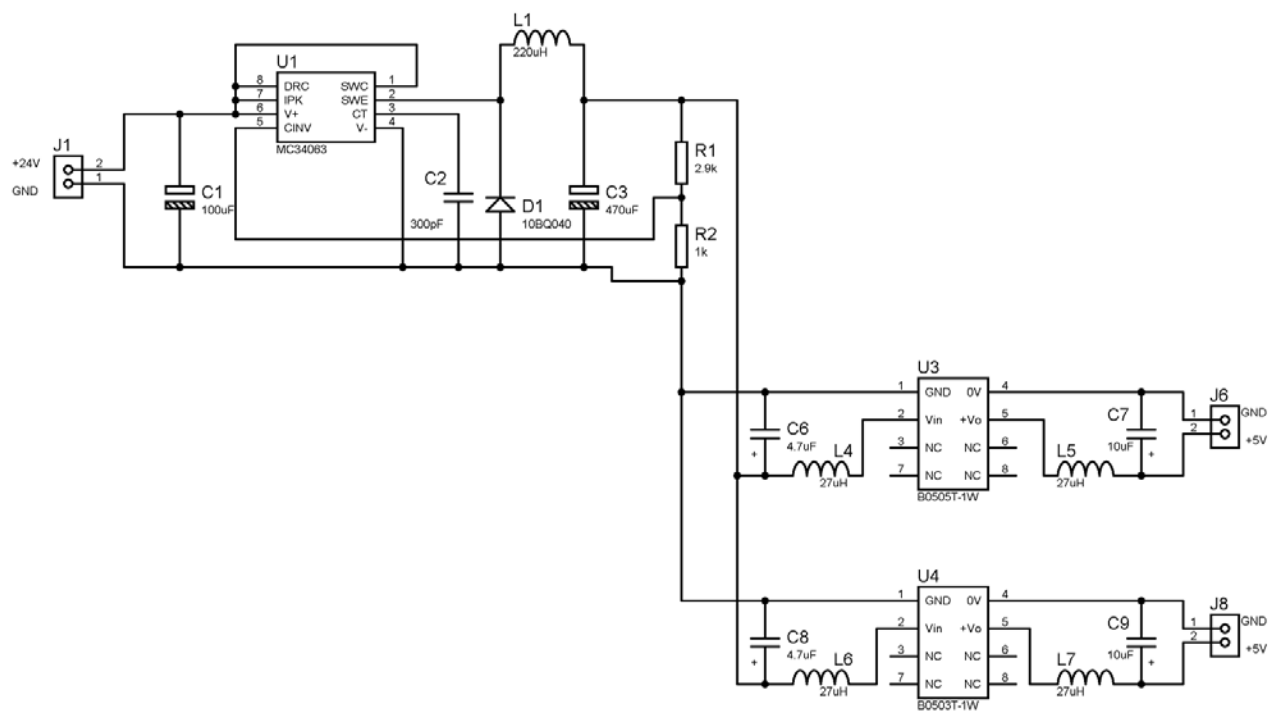 L1
220uH
U1
8 DRC SWC 1
7 IPK SWE 2
6 V+ CT 3
5 CINV V- 4
MC34063
J1
+24V 2
GND 1
C1
100uF
C2
300pF
D1
10BQ040
C3
470uF
R1
2.9k
R2
1k
U3
1 GND 0V 4
2 Vin +Vo 5
3 NC NC 6
7 NC NC 8
B0505T-1W
C6
4.7uF
+
L4
27uH
L5
27uH
C7
10uF
+
J6
1 GND
2 +5V
U4
1 GND 0V 4
2 Vin +Vo 5
3 NC NC 6
7 NC NC 8
B0503T-1W
C8
4.7uF
+
L6
27uH
L7
27uH
C9
10uF
+
J8
1 GND
2 +5V